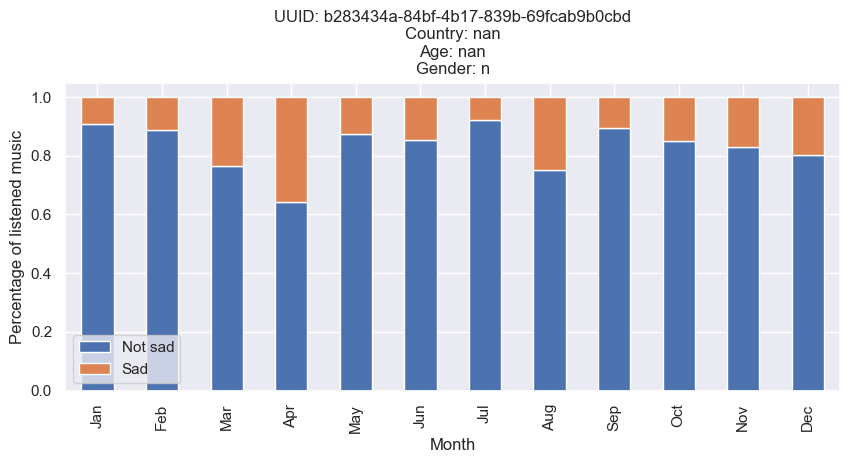 UUID: b283434a-84bf-4b17-839b-69fcab9b0cbd
Country: nan
Age: nan
Gender: n
Percentage of listened music
1.0
0.8
0.6
0.4
0.2
0.0
Not sad
Sad
Jan Feb Mar Apr May Jun Jul Aug Sep Oct Nov Dec
Month